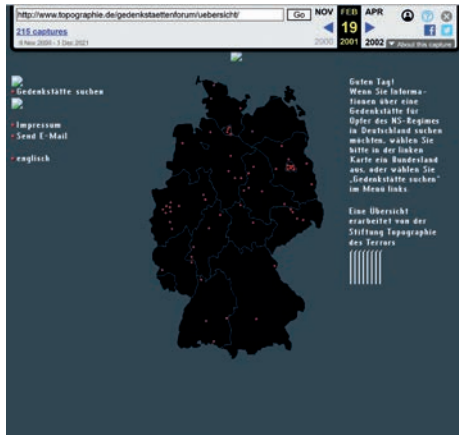 http://www.topographie.de/gedenkstaettenforum/uebersicht/ Go NOV FEB APR
215 captures
19
9 Nov 2000 - 3 Dec 2021
2000 2001 2002 About this capture
Gedenkstätte suchen
Impressum
Send E-Mail
englisch
Guten Tag!
Wenn Sie Informa-
tionen über eine
Gedenkstätte für
Opfer des NS-Regimes
in Deutschland suchen
möchten, wählen Sie
bitte in der linken
Karte ein Bundesland
aus, oder wählen Sie
„Gedenkstätte suchen"
im Menü links.
Eine Übersicht
erarbeitet von der
Stiftung Topographie
des Terrors